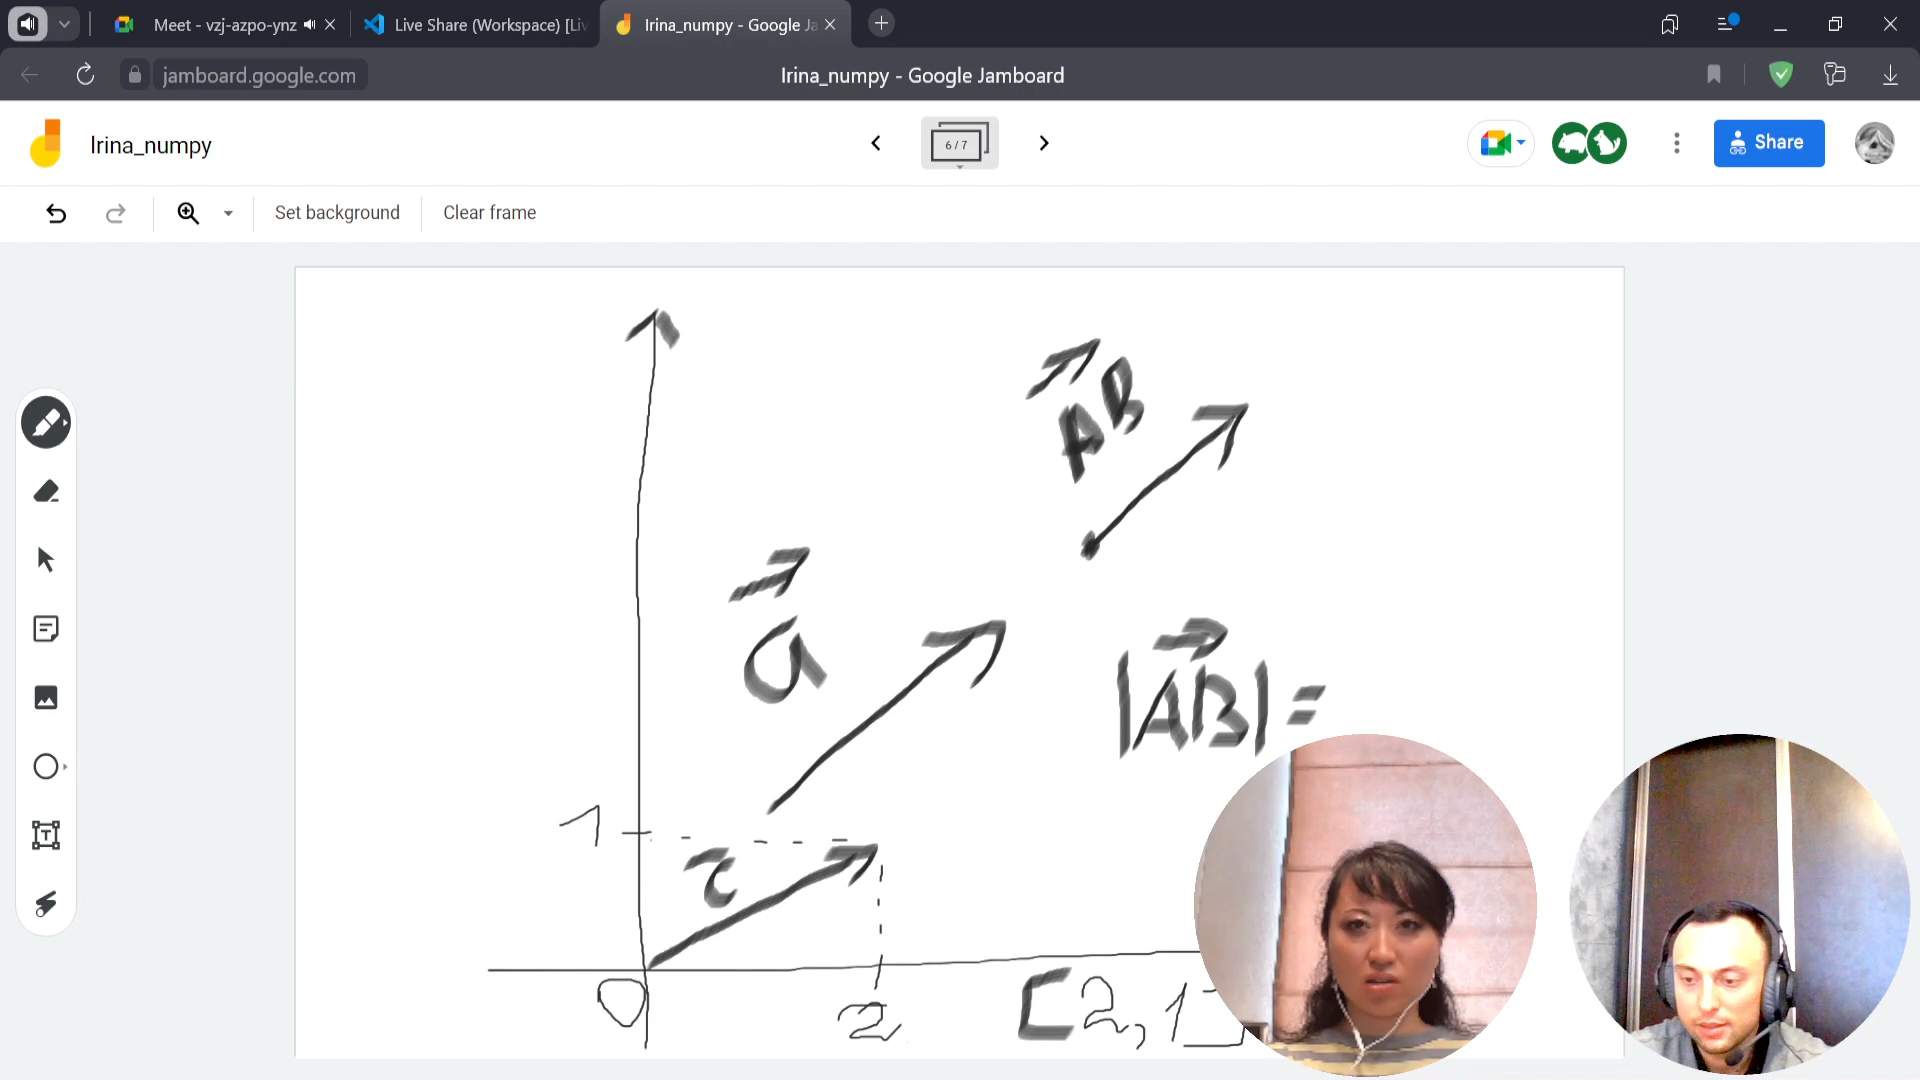 Meet - vzj-azpo-ynz
Live Share (Workspace) [Liv
Irina_numpy - Google Ja
jamboard.google.com
Irina_numpy - Google Jamboard
Irina_numpy
6 / 7
Share
Set background
Clear frame
AB
a
|AB| =
1
0
2
[2,1]